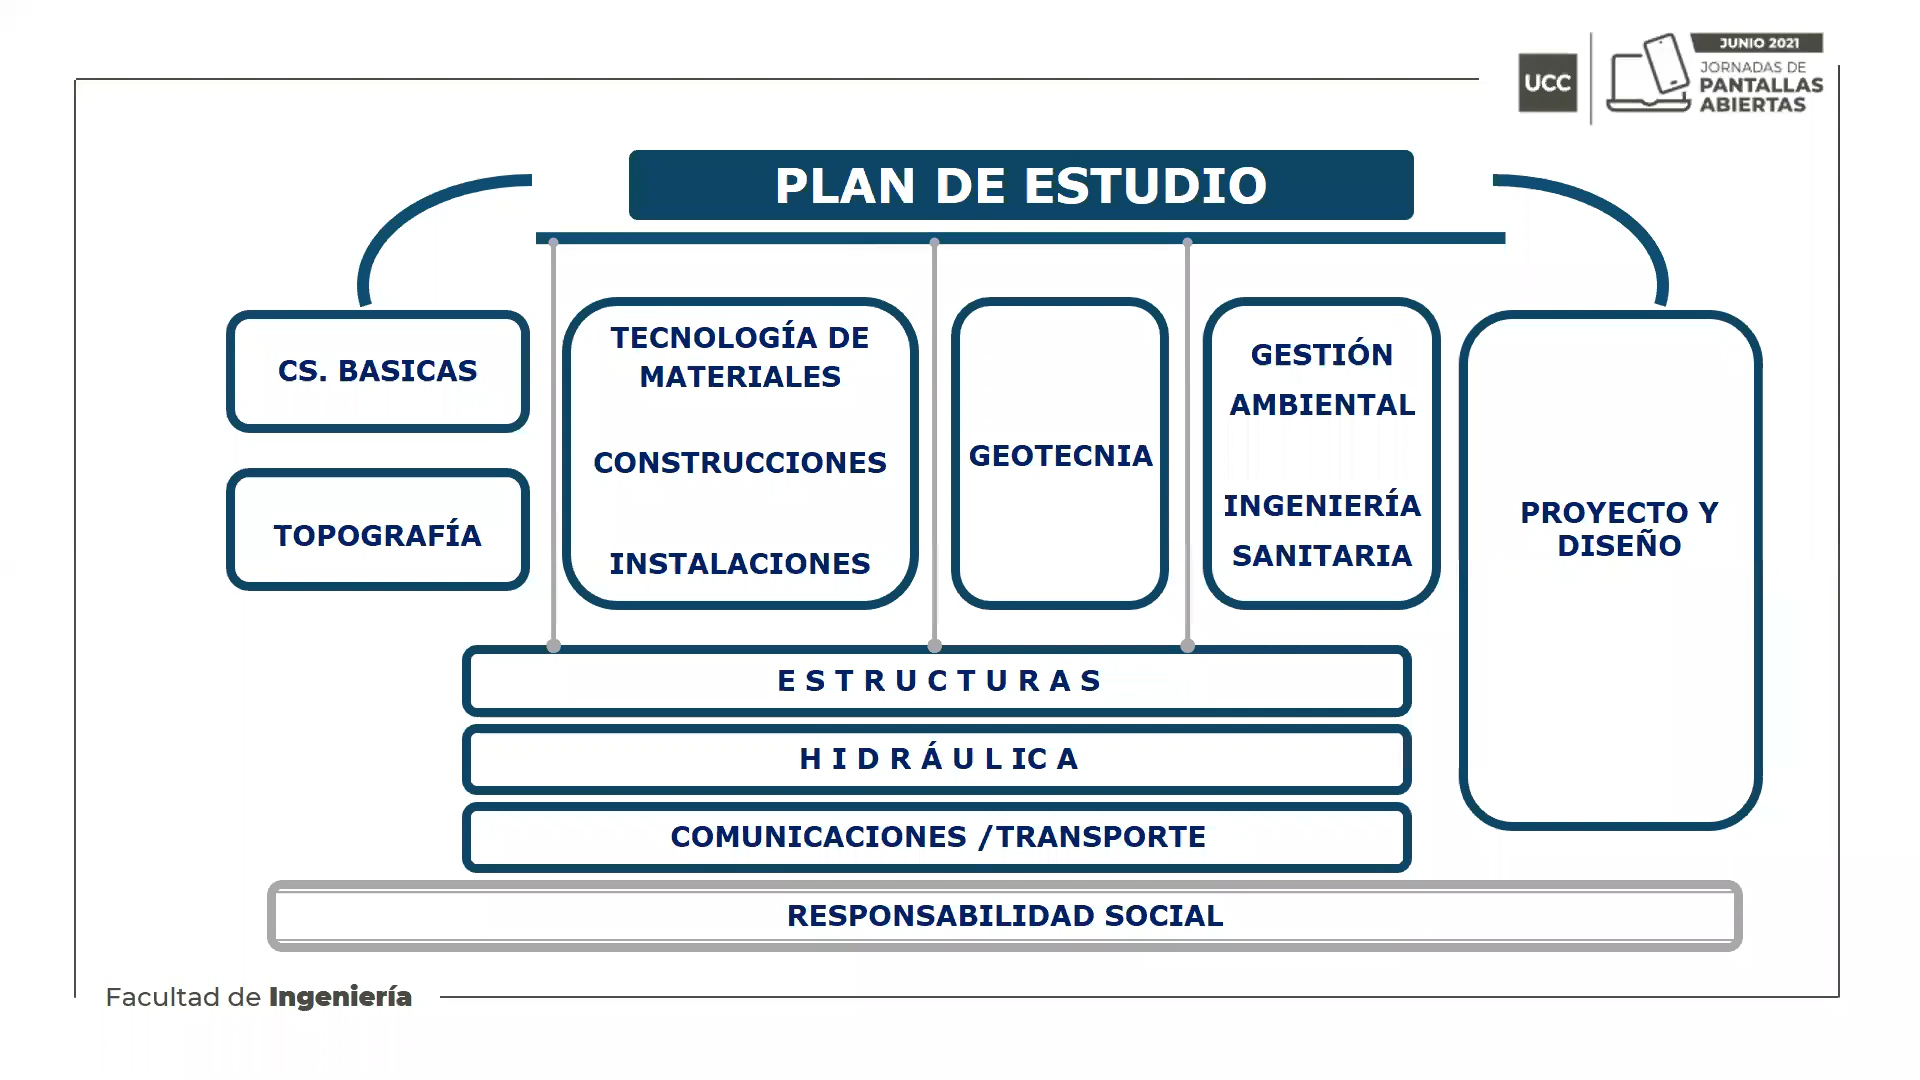 UCC
JUNIO 2021
JORNADAS DE
PANTALLAS
ABIERTAS
PLAN DE ESTUDIO
CS. BASICAS
TOPOGRAFÍA
TECNOLOGÍA DE
MATERIALES
CONSTRUCCIONES
INSTALACIONES
GEOTECNIA
GESTIÓN
AMBIENTAL
INGENIERÍA
SANITARIA
PROYECTO Y
DISEÑO
E S T R U C T U R A S
H I D R Á U L IC A
COMUNICACIONES /TRANSPORTE
RESPONSABILIDAD SOCIAL
Facultad de Ingeniería